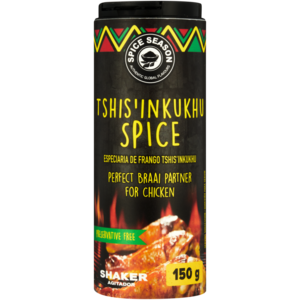 SPICE SEASON
AUTHENTIC GLOBAL FLAVOURS
TSHIS'INKUKHU
SPICE
ESPECIARIA DE FRANGO TSHIS'INKUKHU
PERFECT BRAAI PARTNER
FOR CHICKEN
PRESERVATIVE FREE
SHAKER
AGITADOR
150 g